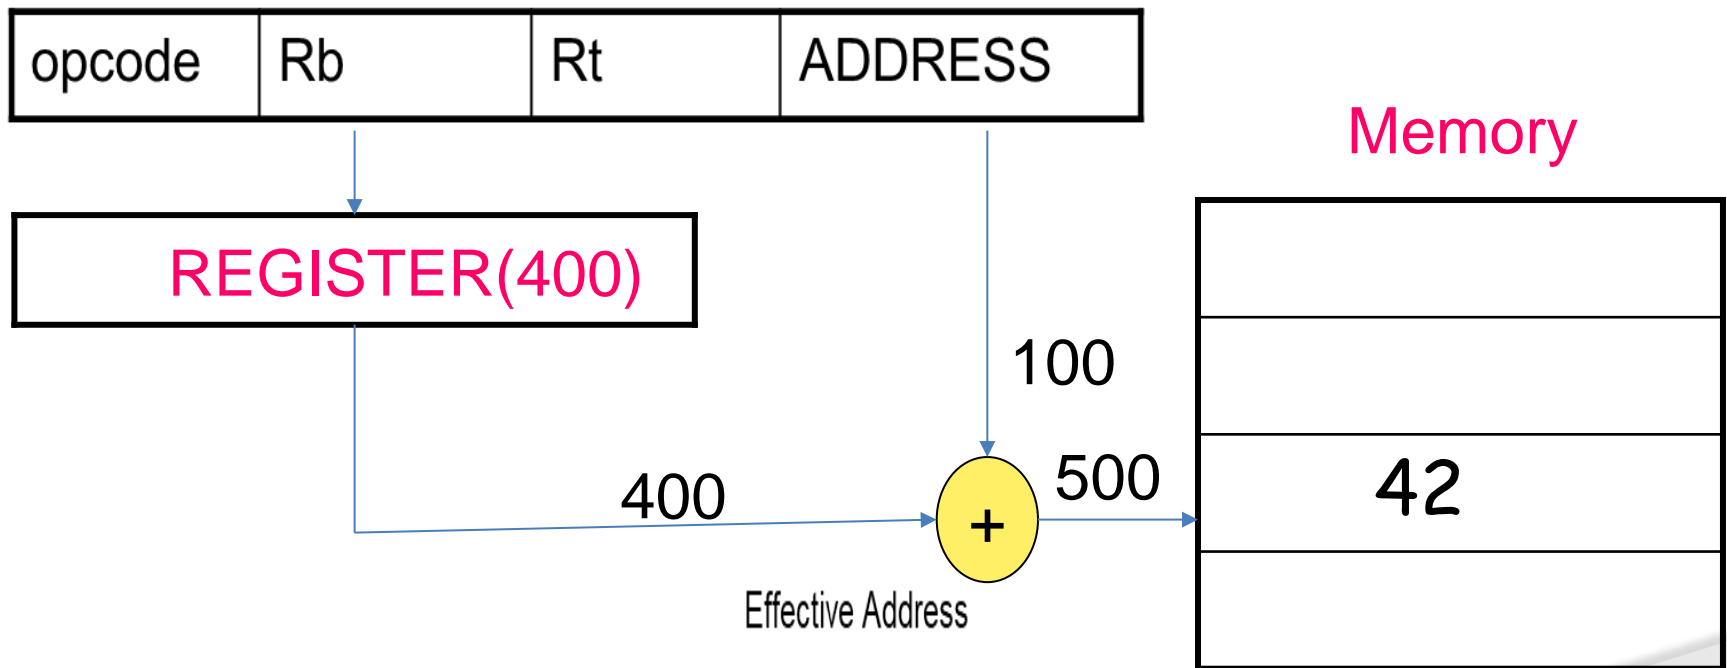 opcode Rb Rt ADDRESS
Memory
REGISTER(400)
100
400
+
500
42
Effective Address